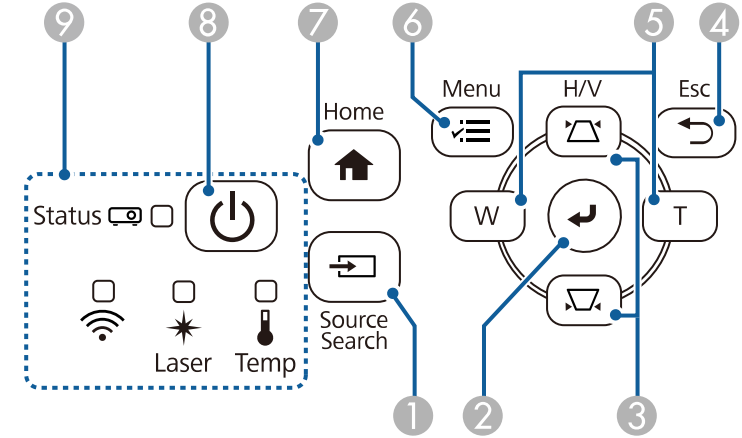 9 8 7 6 5 4
Menu H/V Esc
Home
Status
W T
Source
Search
Laser Temp
1 2 3